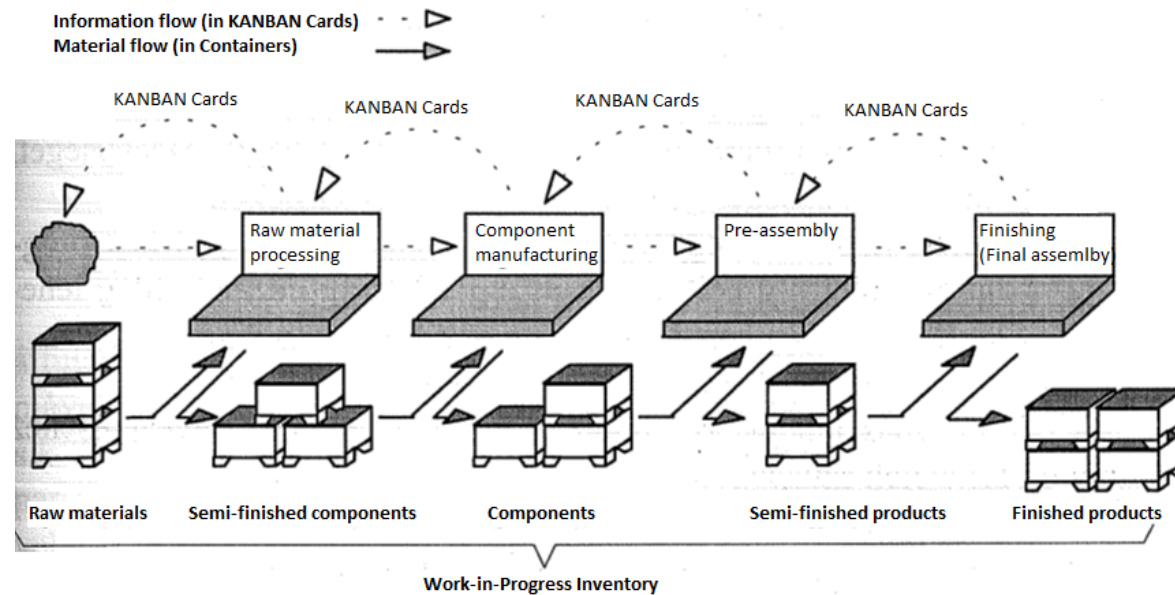 Information flow (in KANBAN Cards)
Material flow (in Containers)
KANBAN Cards
KANBAN Cards
KANBAN Cards
KANBAN Cards
Raw material
processing
Component
manufacturing
Pre-assembly
Finishing
(Final assemlby)
Raw materials
Semi-finished components
Components
Semi-finished products
Finished products
Work-in-Progress Inventory